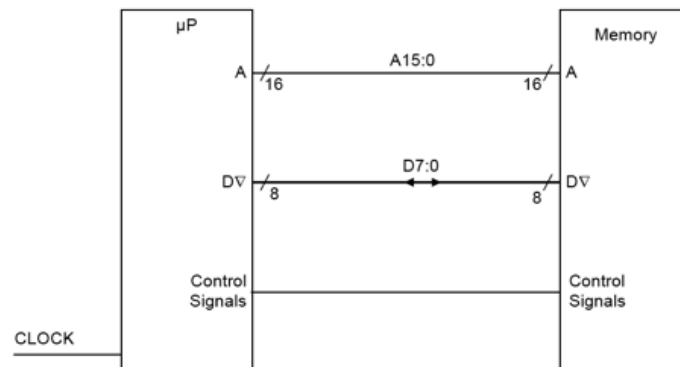 µP
Memory
A
16
A15:0
16
A
D∇
8
D7:0
8
D∇
Control
Signals
Control
Signals
CLOCK